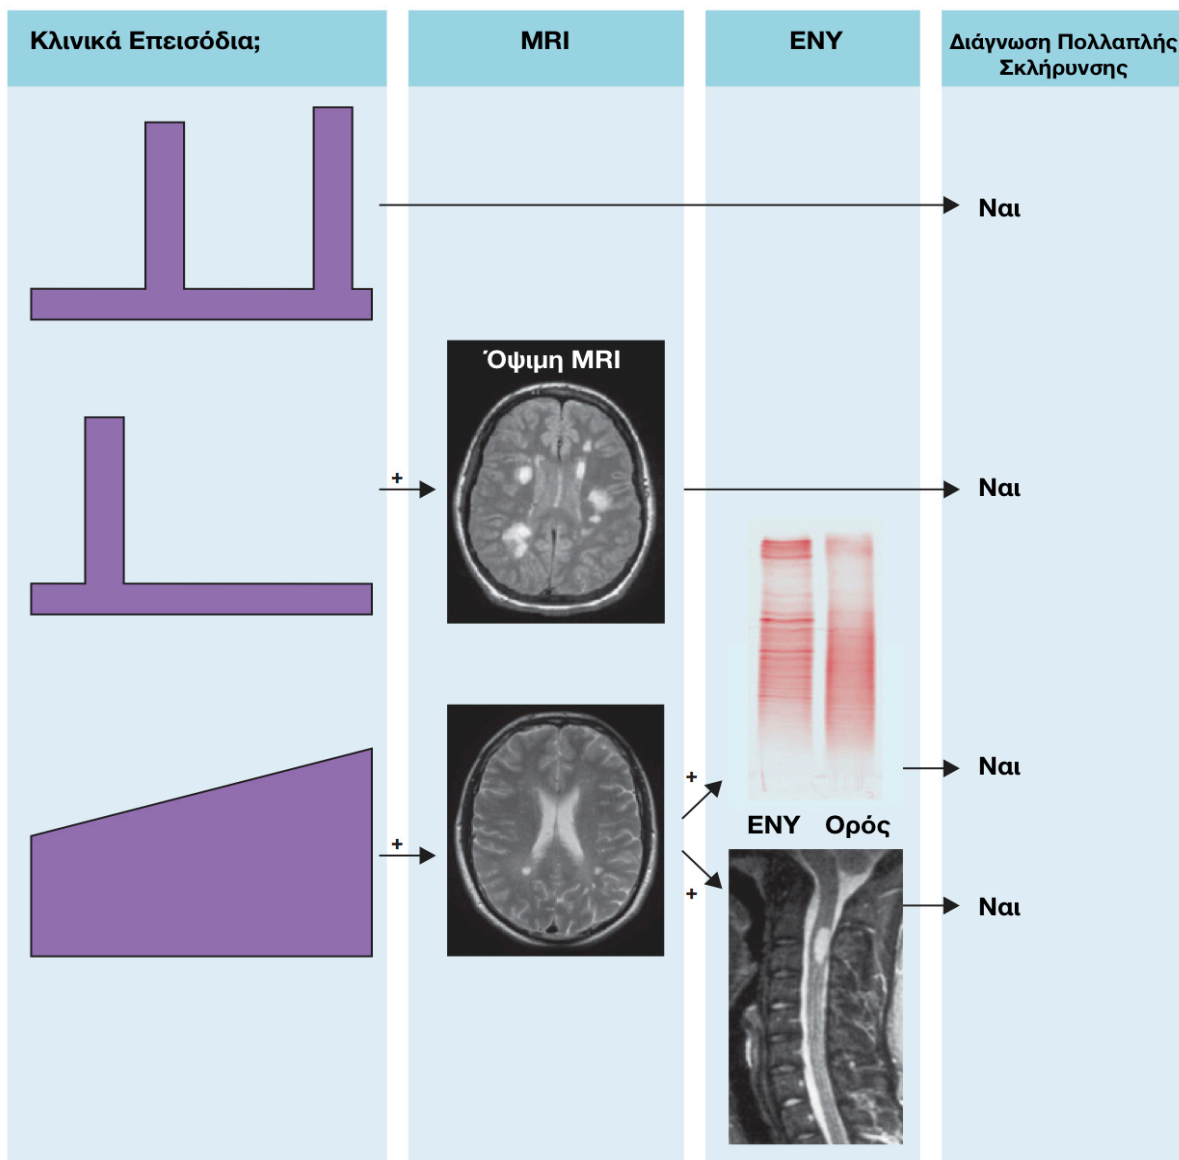 Κλινικά Επεισόδια;
MRI
ΕΝΥ
Διάγνωση Πολλαπλής
Σκλήρυνσης
Ναι
Όψιμη MRI
+
Ναι
+
+
Ναι
ΕΝΥ Ορός
+
Ναι